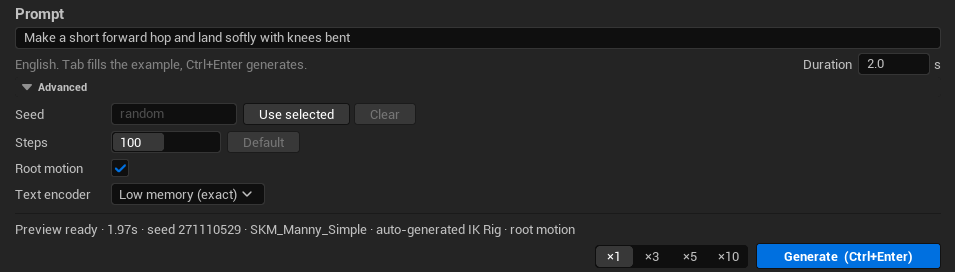 Prompt
Make a short forward hop and land softly with knees bent
English. Tab fills the example, Ctrl+Enter generates. Duration 2.0 s
Advanced
Seed random Use selected Clear
Steps 100 Default
Root motion
Text encoder Low memory (exact)
Preview ready · 1.97s · seed 271110529 · SKM_Manny_Simple · auto-generated IK Rig · root motion
×1 ×3 ×5 ×10 Generate (Ctrl+Enter)